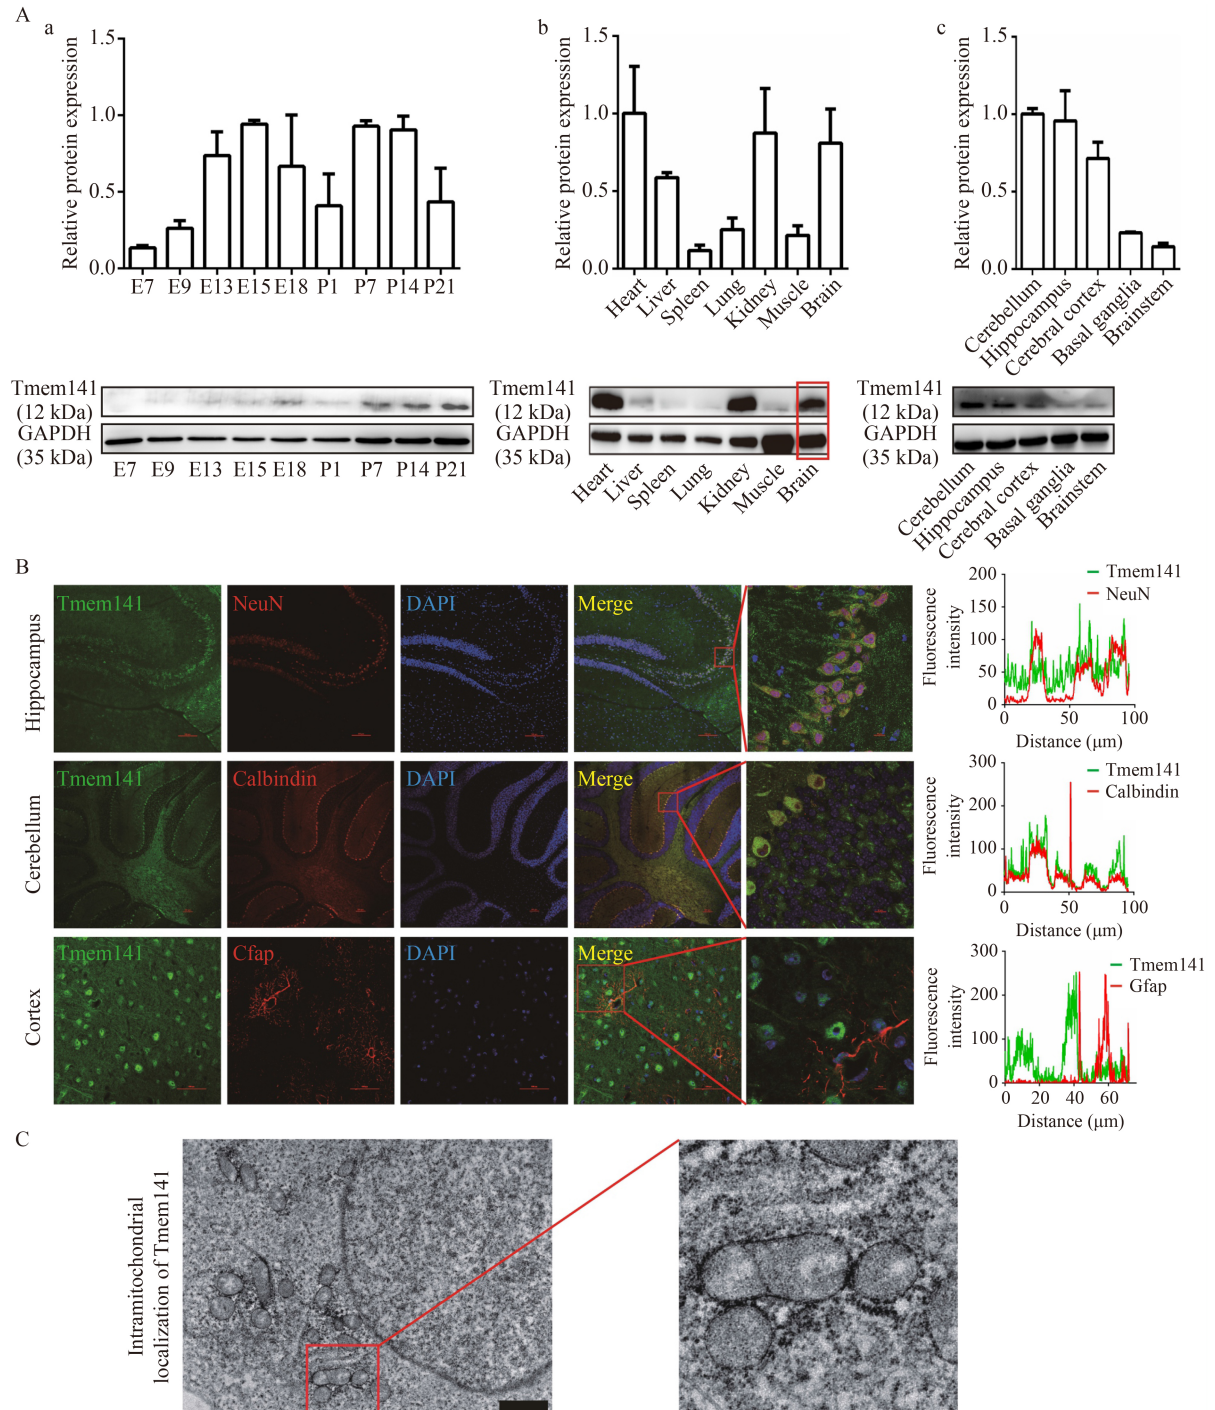 A
a
Relative protein expression
1.5
1.0
0.5
0.0
E7 E9 E13 E15 E18 P1 P7 P14 P21
b
Relative protein expression
1.5
1.0
0.5
0.0
Heart Liver Spleen Lung Kidney Muscle Brain
c
Relative protein expression
1.5
1.0
0.5
0.0
Cerebellum Hippocampus Cerebral cortex Basal ganglia Brainstem
Tmem141
(12 kDa)
GAPDH
(35 kDa)
E7 E9 E13 E15 E18 P1 P7 P14 P21
Tmem141
(12 kDa)
GAPDH
(35 kDa)
Heart Liver Spleen Lung Kidney Muscle Brain
Tmem141
(12 kDa)
GAPDH
(35 kDa)
Cerebellum Hippocampus Cerebral cortex Basal ganglia Brainstem
B
Hippocampus
Tmem141 NeuN DAPI Merge
Fluorescence
intensity
200
150
100
50
0
Tmem141
NeuN
0 50 100
Distance (μm)
Cerebellum
Tmem141 Calbindin DAPI Merge
Fluorescence
intensity
300
200
100
0
Tmem141
Calbindin
0 50 100
Distance (μm)
Cortex
Tmem141 Cfap DAPI Merge
Fluorescence
intensity
300
200
100
0
Tmem141
Gfap
0 20 40 60
Distance (μm)
C
Intramitochondrial
localization of Tmem141